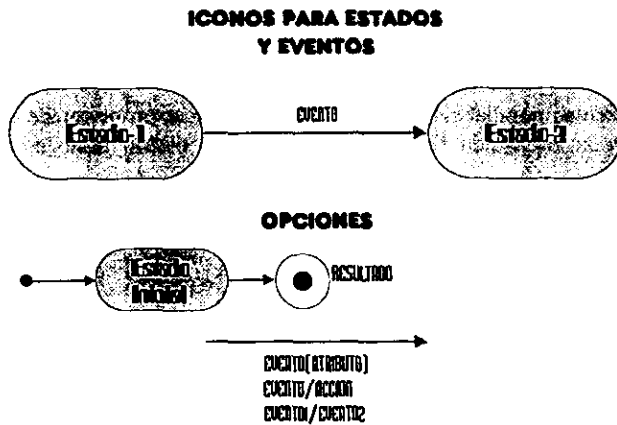 ICONOS PARA ESTADOS
Y EVENTOS
Estado-1
EVENTO
Estado-2
OPCIONES
Estado
Inicial
RESULTADO
EVENTO(ATRIBUTO)
EVENTO/ACCION
EVENTO1/EVENTO2